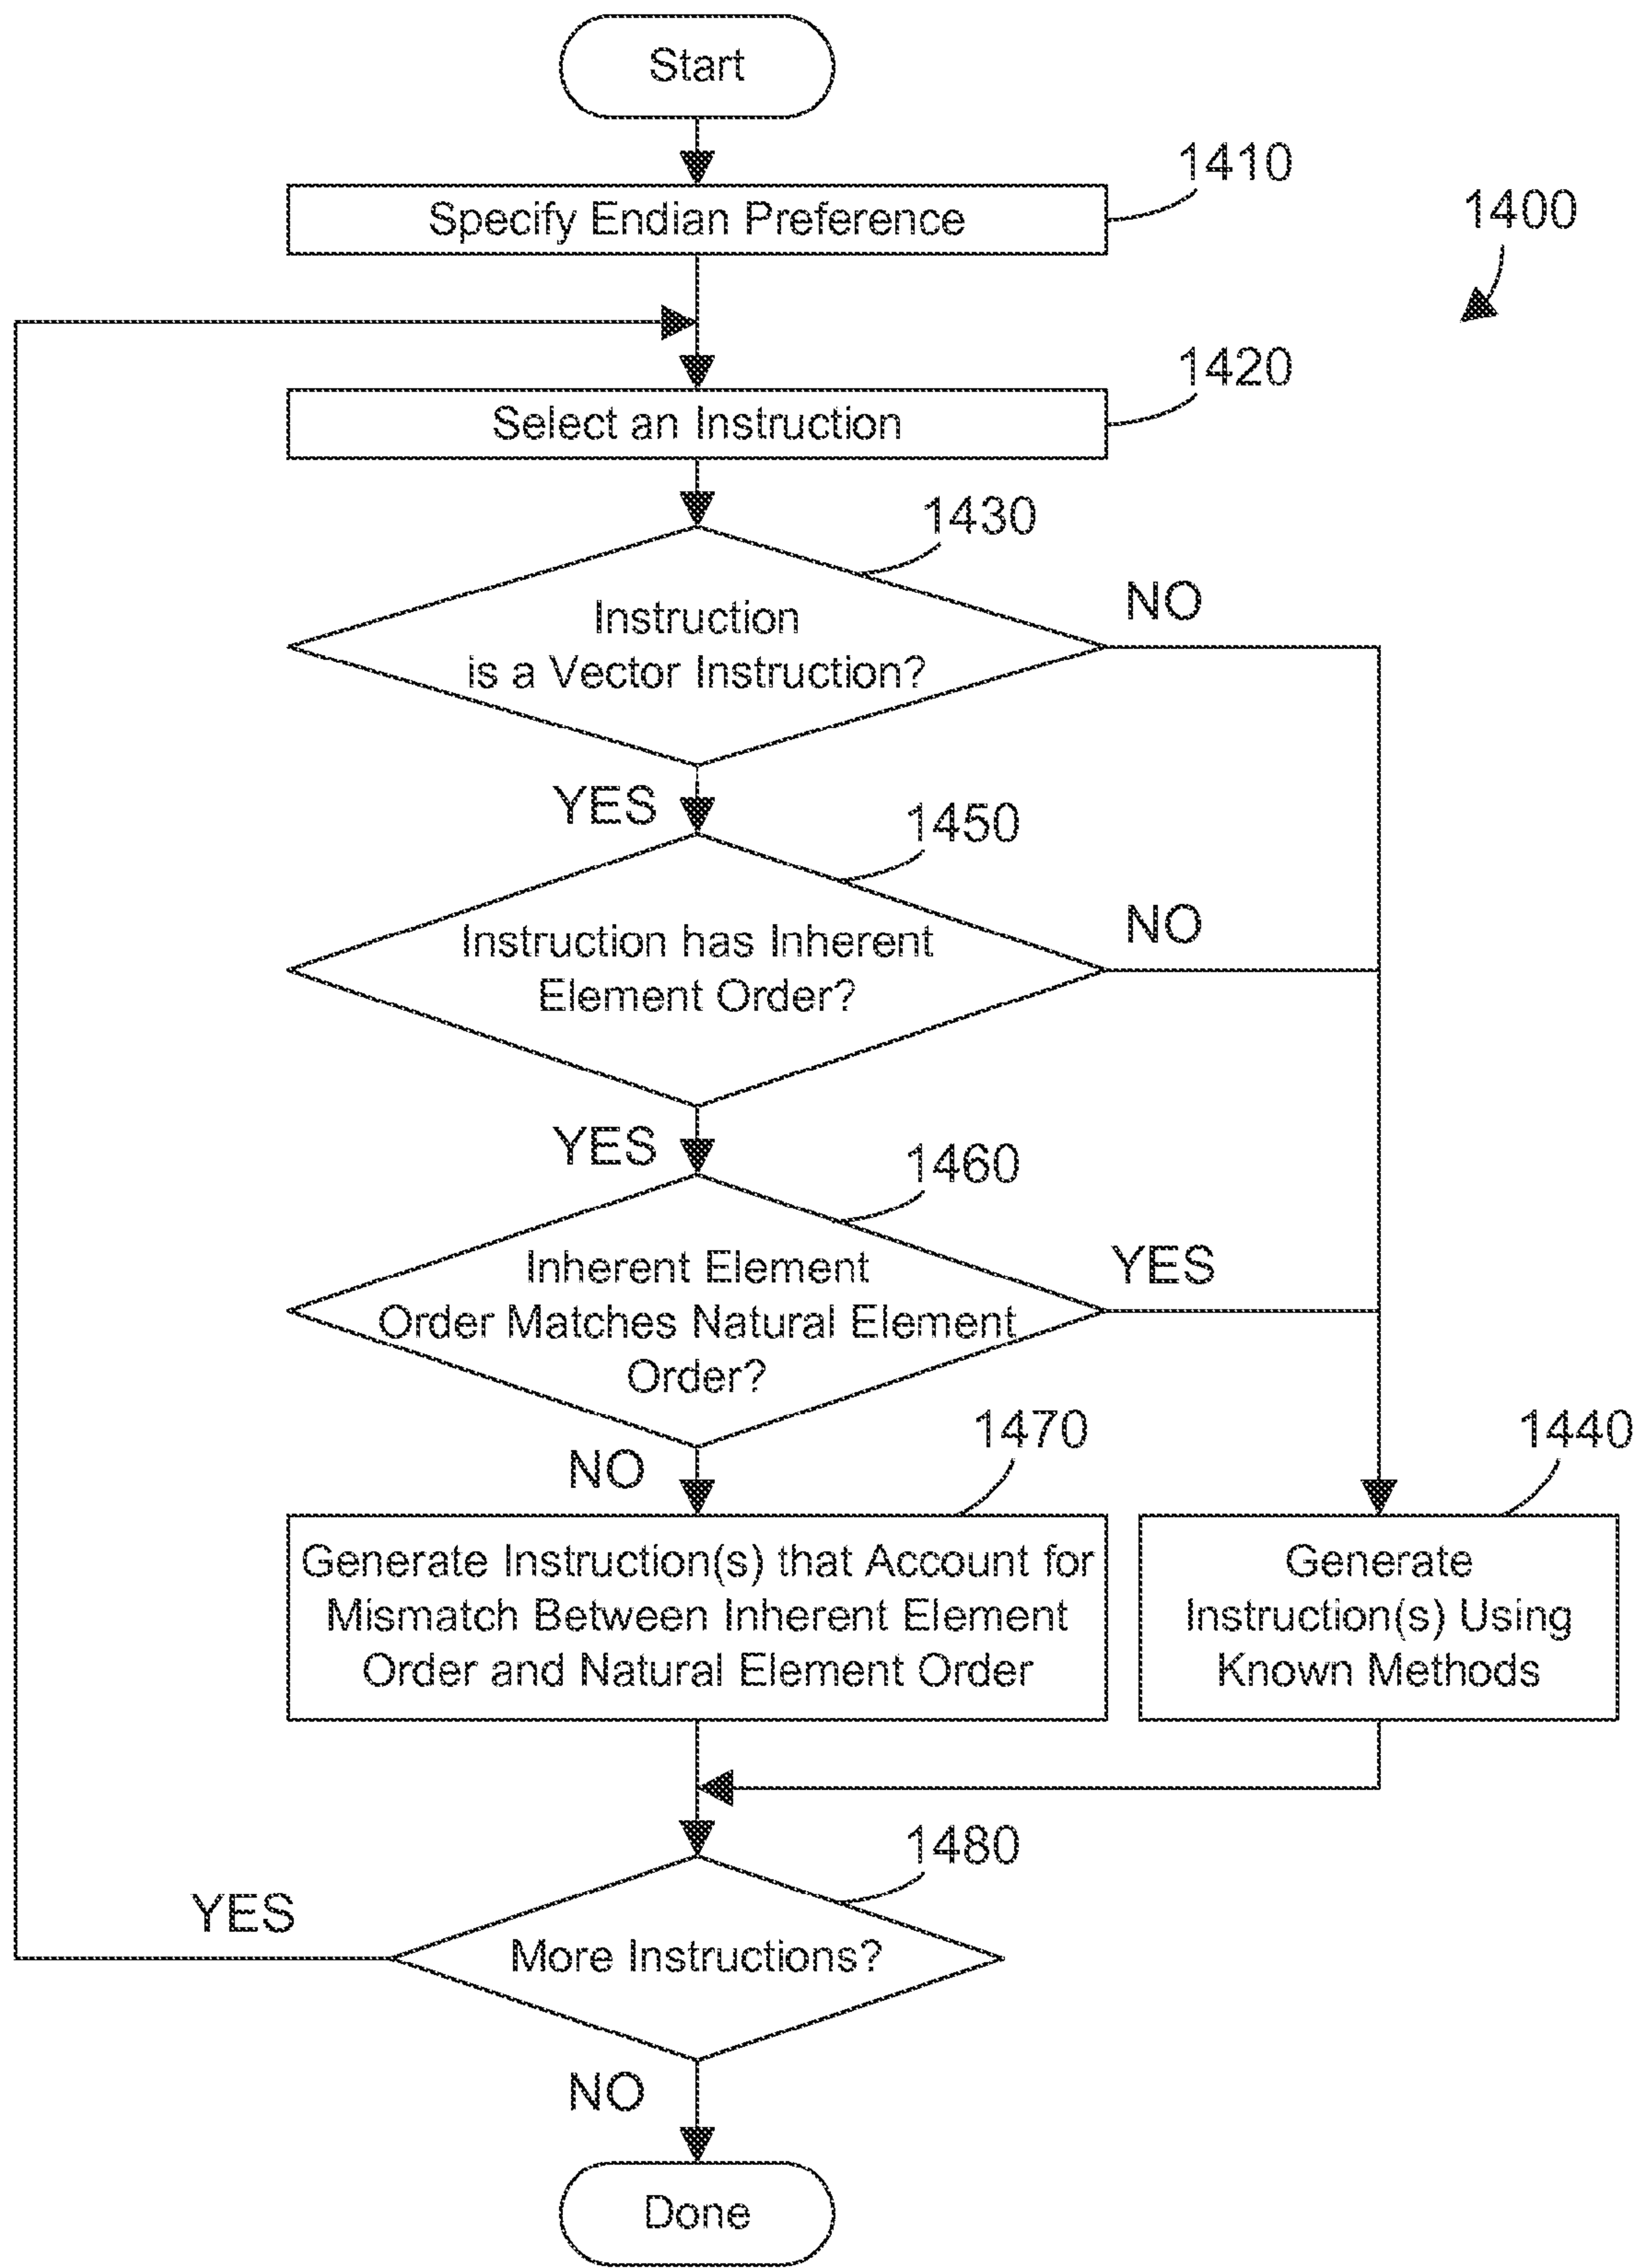 Start
1410
Specify Endian Preference
1400
1420
Select an Instruction
1430
Instruction
is a Vector Instruction?
NO
YES
1450
Instruction has Inherent
Element Order?
NO
YES
1460
Inherent Element
Order Matches Natural Element
Order?
YES
NO
1470
Generate Instruction(s) that Account for
Mismatch Between Inherent Element
Order and Natural Element Order
1440
Generate
Instruction(s) Using
Known Methods
1480
More Instructions?
YES
NO
Done